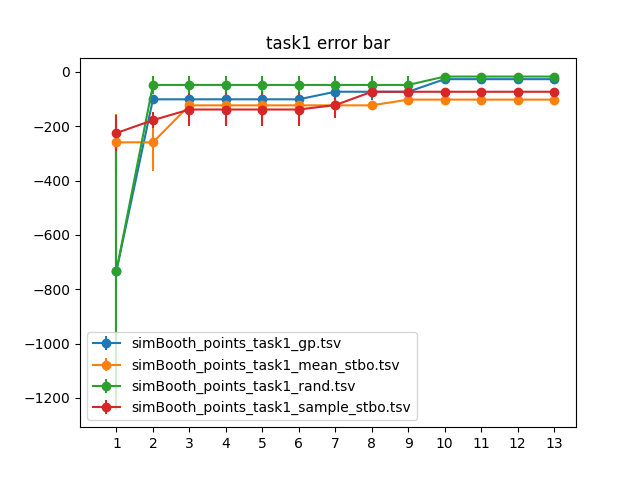 task1 error bar
0
−200
−400
−600
−800
−1000
−1200
simBooth_points_task1_gp.tsv
simBooth_points_task1_mean_stbo.tsv
simBooth_points_task1_rand.tsv
simBooth_points_task1_sample_stbo.tsv
1 2 3 4 5 6 7 8 9 10 11 12 13